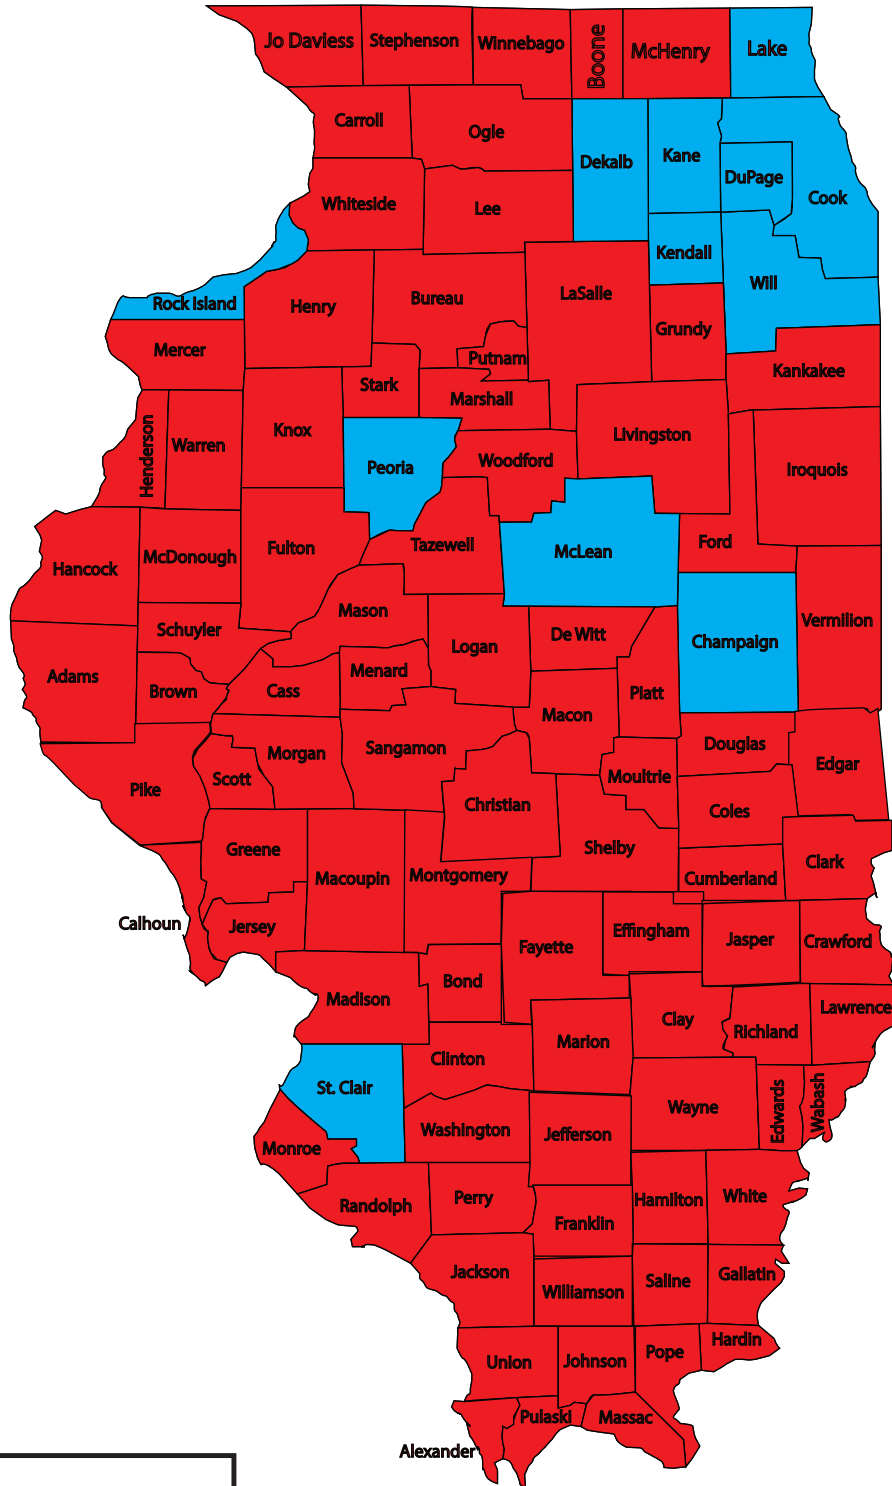 Jo Daviess
Stephenson
Winnebago
Boone
McHenry
Lake
Carroll
Ogle
Dekalb
Kane
DuPage
Cook
Whiteside
Lee
Kendall
Will
Rock Island
Henry
Bureau
LaSalle
Grundy
Mercer
Putnam
Kankakee
Stark
Marshall
Henderson
Warren
Knox
Peoria
Woodford
Livingston
Iroquois
Hancock
McDonough
Fulton
Tazewell
McLean
Ford
Mason
Schuyler
Logan
De Witt
Champaign
Vermilion
Adams
Brown
Cass
Menard
Macon
Piatt
Pike
Scott
Morgan
Sangamon
Christian
Moultrie
Douglas
Edgar
Coles
Greene
Macoupin
Montgomery
Shelby
Cumberland
Clark
Calhoun
Jersey
Fayette
Effingham
Jasper
Crawford
Madison
Bond
Marion
Clay
Richland
Lawrence
St. Clair
Clinton
Wayne
Edwards
Wabash
Monroe
Washington
Jefferson
Randolph
Perry
Franklin
Hamilton
White
Jackson
Williamson
Saline
Gallatin
Union
Johnson
Pope
Hardin
Alexander
Pulaski
Massac